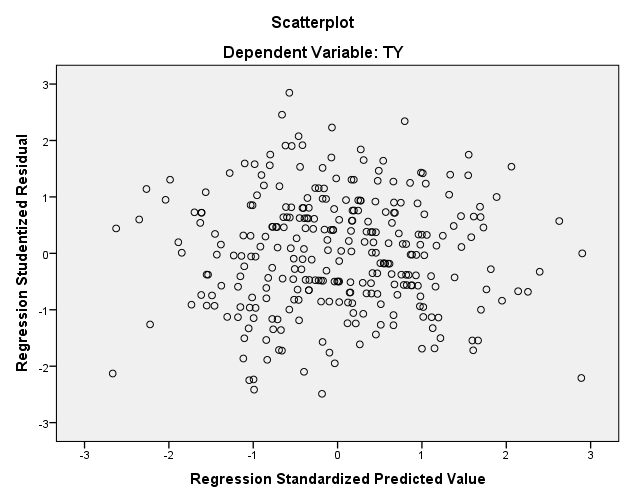 Scatterplot
Dependent Variable: TY
Regression Studentized Residual
3
2
1
0
-1
-2
-3
-3 -2 -1 0 1 2 3
Regression Standardized Predicted Value